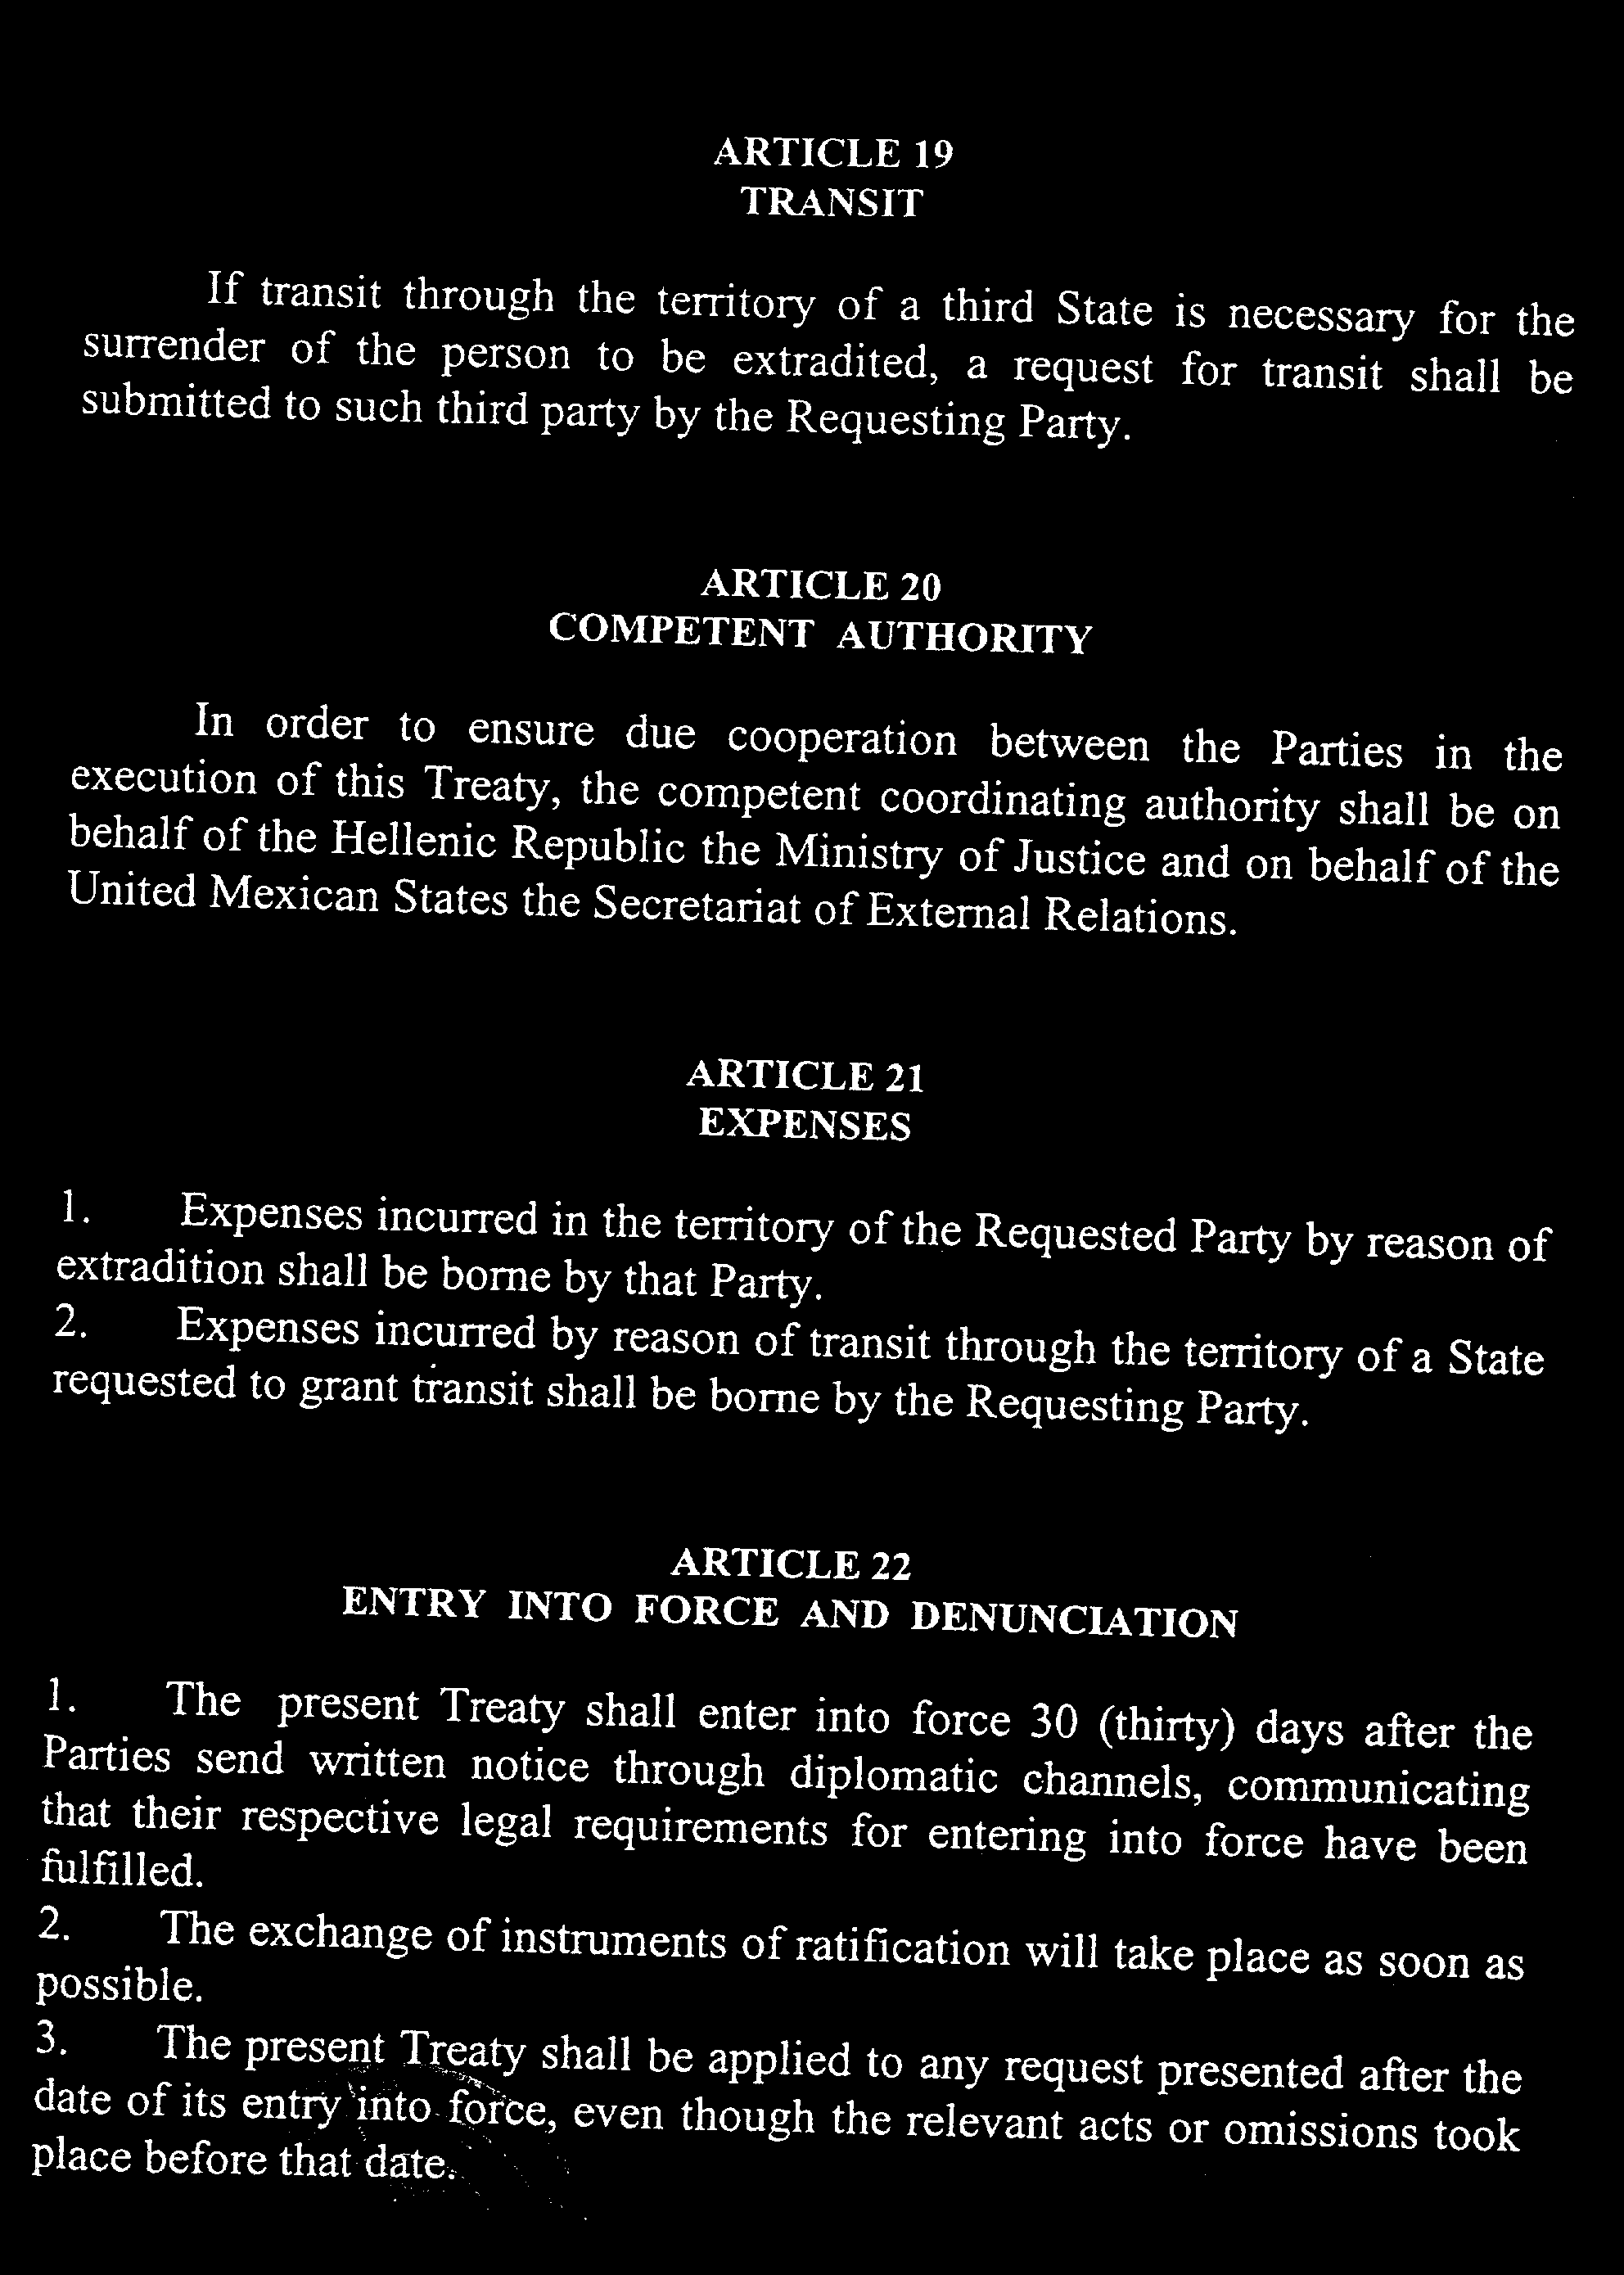 ARTICLE 19
TRANSIT
If transit through the territory of a third State is necessary for the
surrender of the person to be extradited, a request for transit shall be
submitted to such third party by the Requesting Party.
ARTICLE 20
COMPETENT AUTHORITY
In order to ensure due cooperation between the Parties in the
execution of this Treaty, the competent coordinating authority shall be on
behalf of the Hellenic Republic the Ministry of Justice and on behalf of the
United Mexican States the Secretariat of External Relations.
ARTICLE 21
EXPENSES
1. Expenses incurred in the territory of the Requested Party by reason of
extradition shall be borne by that Party.
2. Expenses incurred by reason of transit through the territory of a State
requested to grant transit shall be borne by the Requesting Party.
ARTICLE 22
ENTRY INTO FORCE AND DENUNCIATION
1. The present Treaty shall enter into force 30 (thirty) days after the
Parties send written notice through diplomatic channels, communicating
that their respective legal requirements for entering into force have been
fulfilled.
2. The exchange of instruments of ratification will take place as soon as
possible.
3. The present Treaty shall be applied to any request presented after the
date of its entry into force, even though the relevant acts or omissions took
place before that date.